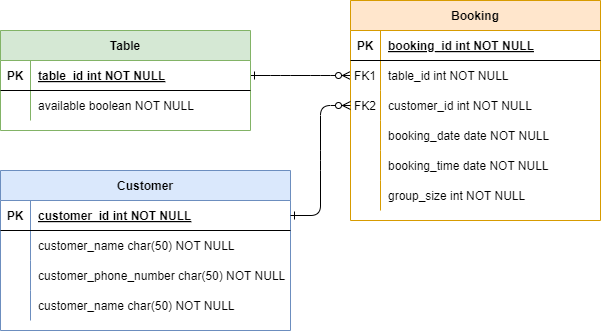 Table
PK table_id int NOT NULL
available boolean NOT NULL
Customer
PK customer_id int NOT NULL
customer_name char(50) NOT NULL
customer_phone_number char(50) NOT NULL
customer_name char(50) NOT NULL
Booking
PK booking_id int NOT NULL
FK1 table_id int NOT NULL
FK2 customer_id int NOT NULL
booking_date date NOT NULL
booking_time date NOT NULL
group_size int NOT NULL